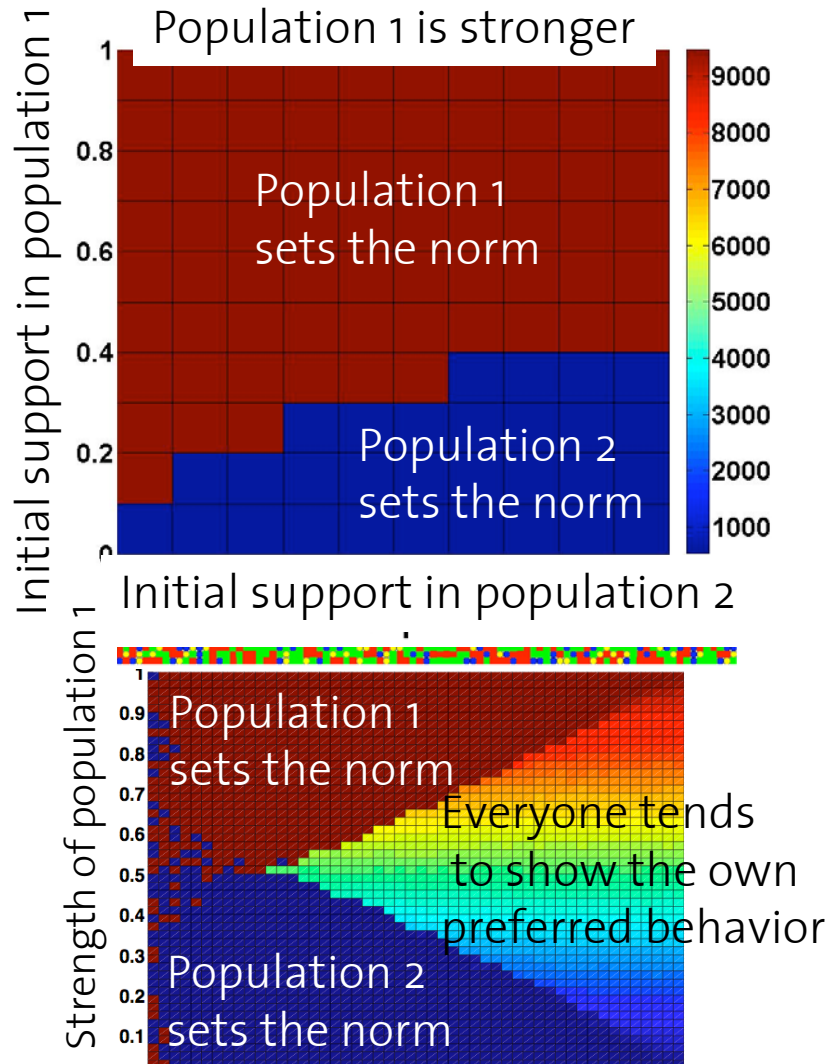 Population 1 is stronger
Initial support in population 1
1
0.8
0.6
0.4
0.2
0
Population 1
sets the norm
Population 2
sets the norm
9000
8000
7000
6000
5000
4000
3000
2000
1000
Initial support in population 2
Strength of population 1
1
0.9
0.8
0.7
0.6
0.5
0.4
0.3
0.2
0.1
Population 1
sets the norm
Everyone tends
to show the own
preferred behavior
Population 2
sets the norm